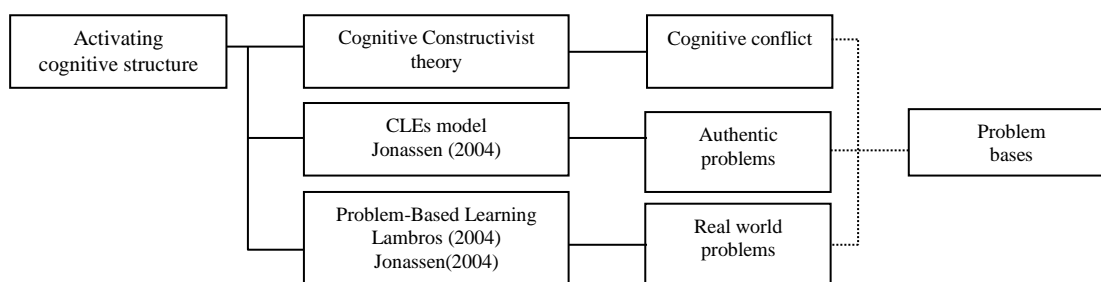 Activating
cognitive structure
Cognitive Constructivist
theory
Cognitive conflict
CLEs model
Jonassen (2004)
Authentic
problems
Problem
bases
Problem-Based Learning
Lambros (2004)
Jonassen(2004)
Real world
problems